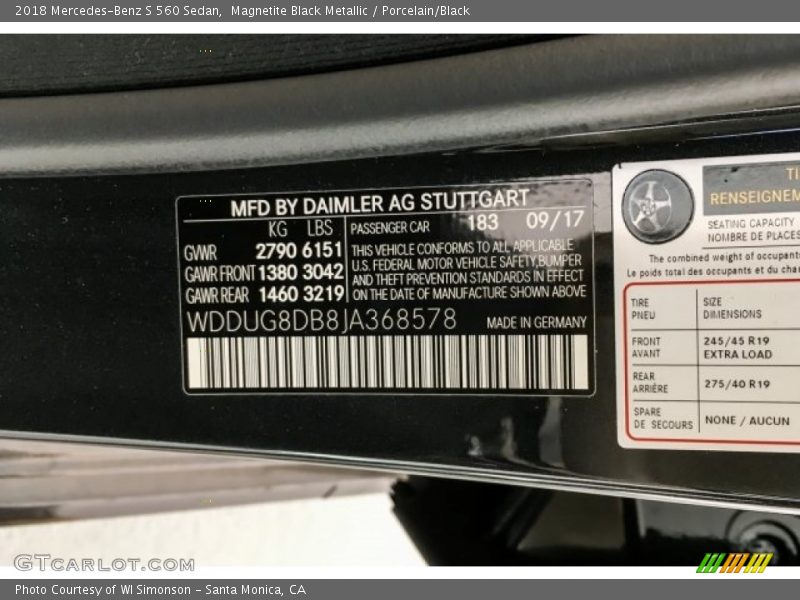 2018 Mercedes-Benz S 560 Sedan, Magnetite Black Metallic / Porcelain/Black
MFD BY DAIMLER AG STUTTGART
KG LBS PASSENGER CAR 183 09/17
GWR 2790 6151
GAWR FRONT 1380 3042
GAWR REAR 1460 3219
THIS VEHICLE CONFORMS TO ALL APPLICABLE
U.S. FEDERAL MOTOR VEHICLE SAFETY,BUMPER
AND THEFT PREVENTION STANDARDS IN EFFECT
ON THE DATE OF MANUFACTURE SHOWN ABOVE
WDDUG8DB8JA368578 MADE IN GERMANY
TI
RENSEIGNEM
SEATING CAPACITY
NOMBRE DE PLACES
The combined weight of occupants
Le poids total des occupants et du char
TIRE
PNEU
SIZE
DIMENSIONS
FRONT
AVANT
245/45 R19
EXTRA LOAD
REAR
ARRIÈRE
275/40 R19
SPARE
DE SECOURS
NONE / AUCUN
GTCARLOT.COM
Photo Courtesy of WI Simonson - Santa Monica, CA